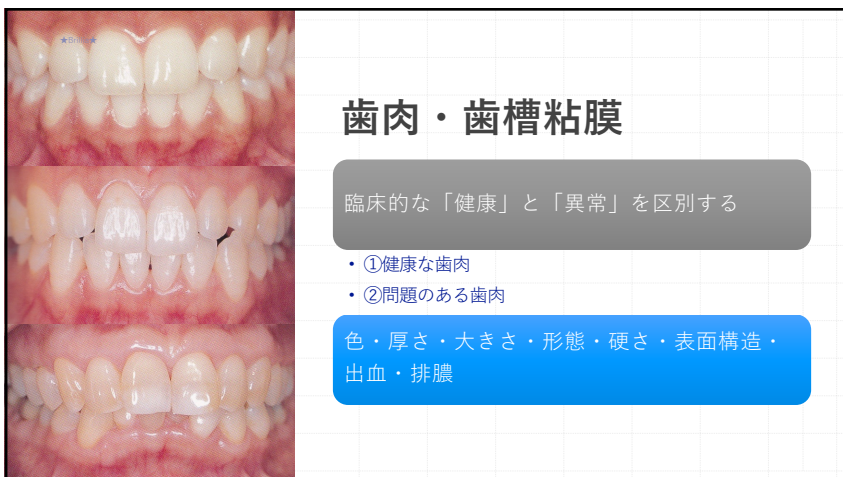 歯肉・歯槽粘膜
臨床的な「健康」と「異常」を区別する
• ①健康な歯肉
• ②問題のある歯肉
色・厚さ・大きさ・形態・硬さ・表面構造・
出血・排膿